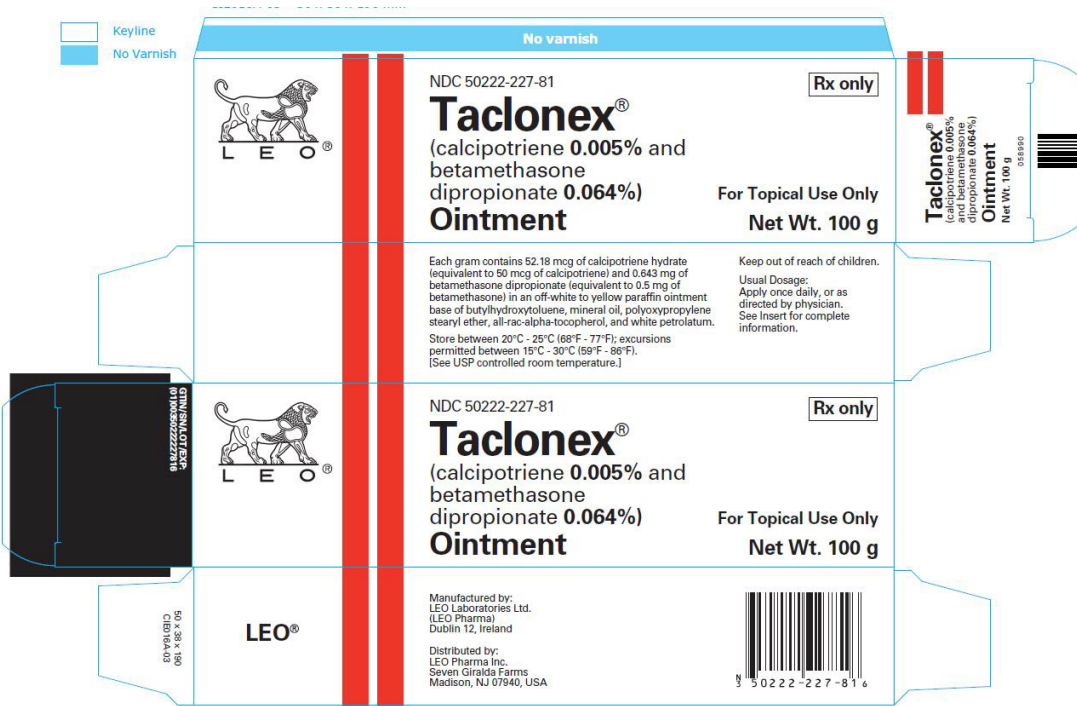 Keyline
No Varnish
No varnish
LEO®
NDC 50222-227-81
Rx only
Taclonex®
(calcipotriene 0.005% and
betamethasone
dipropionate 0.064%)
For Topical Use Only
Ointment
Net Wt. 100 g
Taclonex®
(calcipotriene 0.005%
and betamethasone
dipropionate 0.064%)
Ointment
Net Wt. 100 g
058990
Each gram contains 52.18 mcg of calcipotriene hydrate
(equivalent to 50 mcg of calcipotriene) and 0.643 mg of
betamethasone dipropionate (equivalent to 0.5 mg of
betamethasone) in an off-white to yellow paraffin ointment
base of butylhydroxytoluene, mineral oil, polyoxypropylene
stearyl ether, all-rac-alpha-tocopherol, and white petrolatum.
Store between 20°C - 25°C (68°F - 77°F); excursions
permitted between 15°C - 30°C (59°F - 86°F).
[See USP controlled room temperature.]
Keep out of reach of children.
Usual Dosage:
Apply once daily, or as
directed by physician.
See Insert for complete
information.
GTIN/SN/LOT/EXP:
(01)00350222227816
LEO®
NDC 50222-227-81
Rx only
Taclonex®
(calcipotriene 0.005% and
betamethasone
dipropionate 0.064%)
For Topical Use Only
Ointment
Net Wt. 100 g
50 x 38 x 190
CIE016A-03
LEO®
Manufactured by:
LEO Laboratories Ltd.
(LEO Pharma)
Dublin 12, Ireland
Distributed by:
LEO Pharma Inc.
Seven Giralda Farms
Madison, NJ 07940, USA
N
3 50222-227-81 6